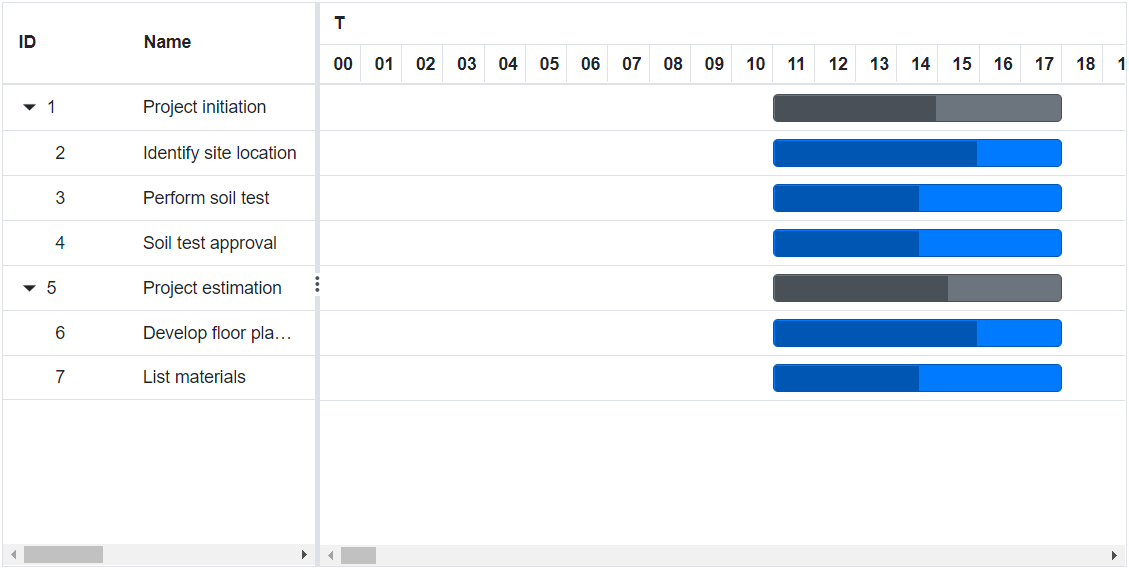 T
ID Name
00 01 02 03 04 05 06 07 08 09 10 11 12 13 14 15 16 17 18
1 Project initiation
2 Identify site location
3 Perform soil test
4 Soil test approval
5 Project estimation
6 Develop floor pla…
7 List materials